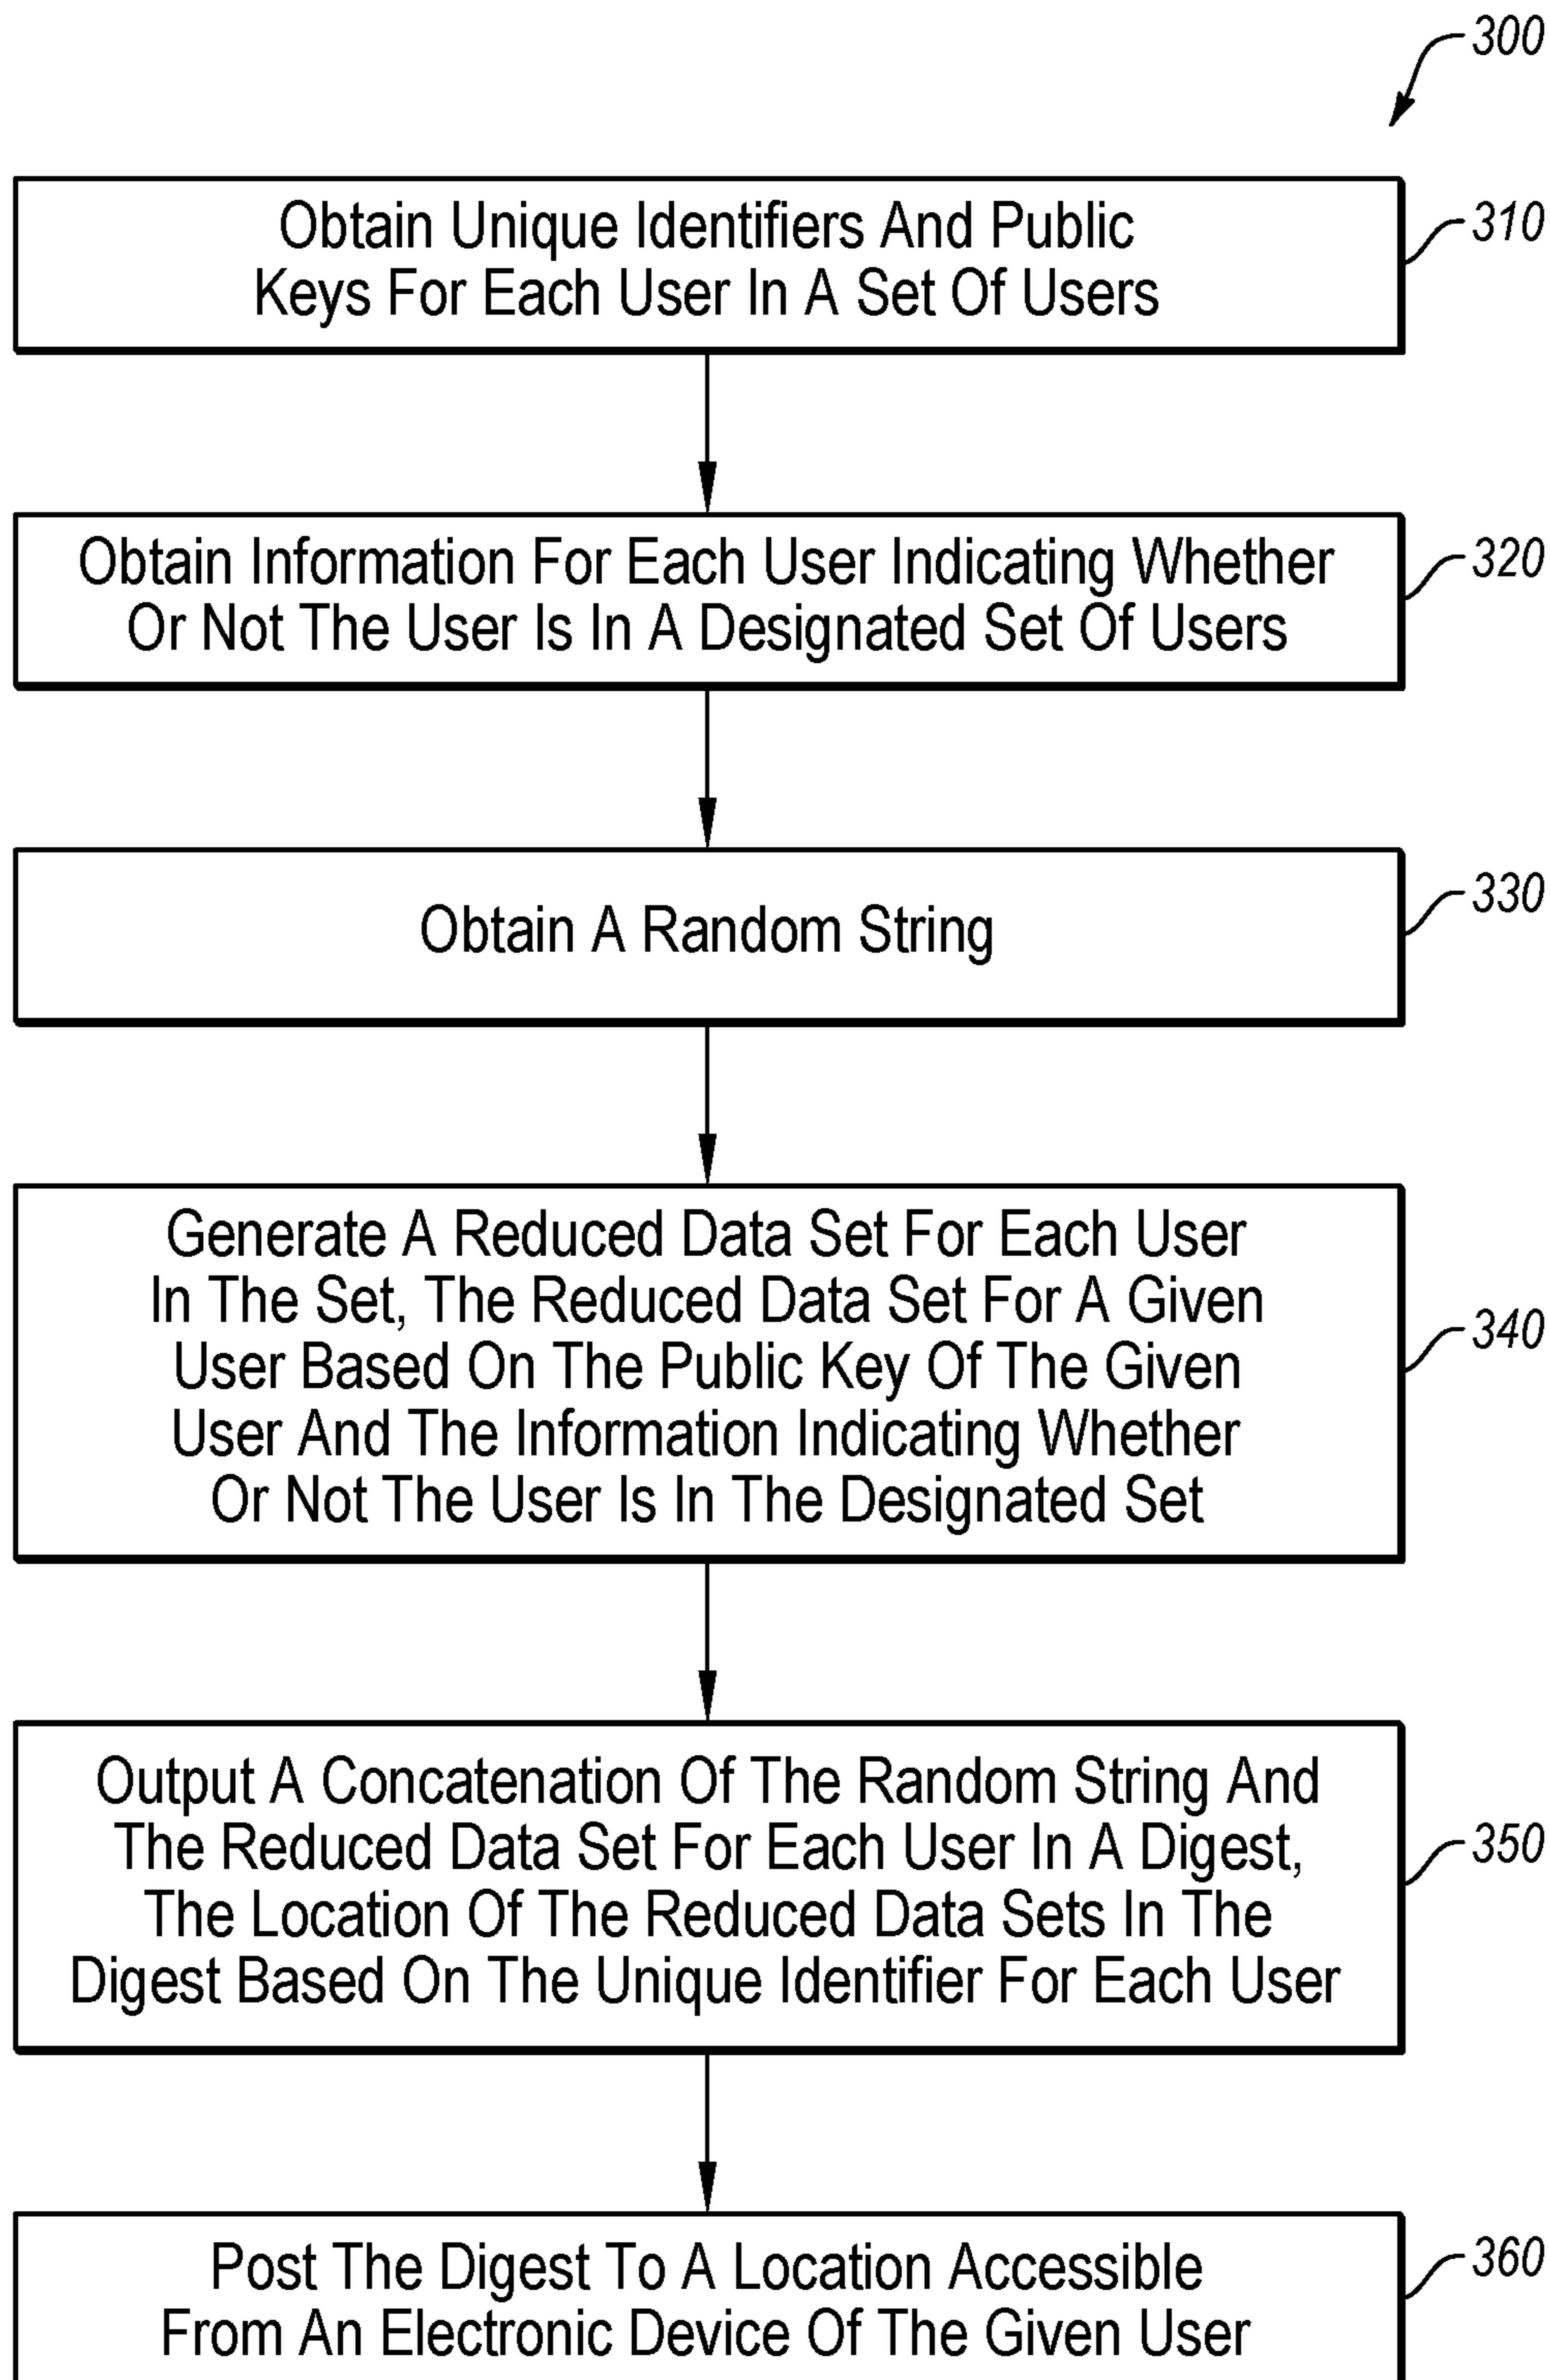 300
Obtain Unique Identifiers And Public
Keys For Each User In A Set Of Users
310
Obtain Information For Each User Indicating Whether
Or Not The User Is In A Designated Set Of Users
320
Obtain A Random String
330
Generate A Reduced Data Set For Each User
In The Set, The Reduced Data Set For A Given
User Based On The Public Key Of The Given
User And The Information Indicating Whether
Or Not The User Is In The Designated Set
340
Output A Concatenation Of The Random String And
The Reduced Data Set For Each User In A Digest,
The Location Of The Reduced Data Sets In The
Digest Based On The Unique Identifier For Each User
350
Post The Digest To A Location Accessible
From An Electronic Device Of The Given User
360